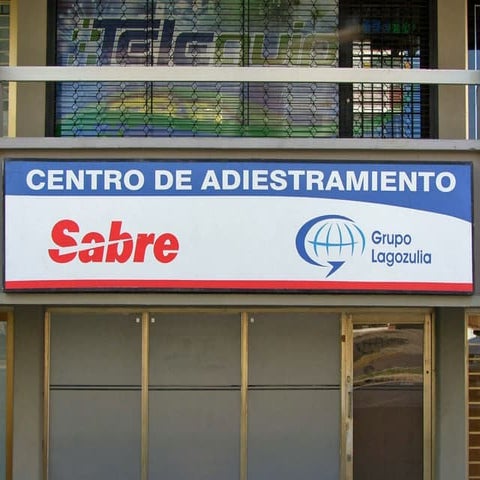 CENTRO DE ADIESTRAMIENTO
Sabre
Grupo
Lagozulia